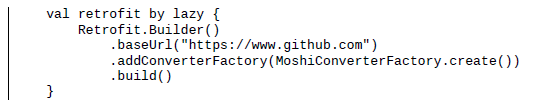 val retrofit by lazy {
    Retrofit.Builder()
        .baseUrl("https://www.github.com")
        .addConverterFactory(MoshiConverterFactory.create())
        .build()
}